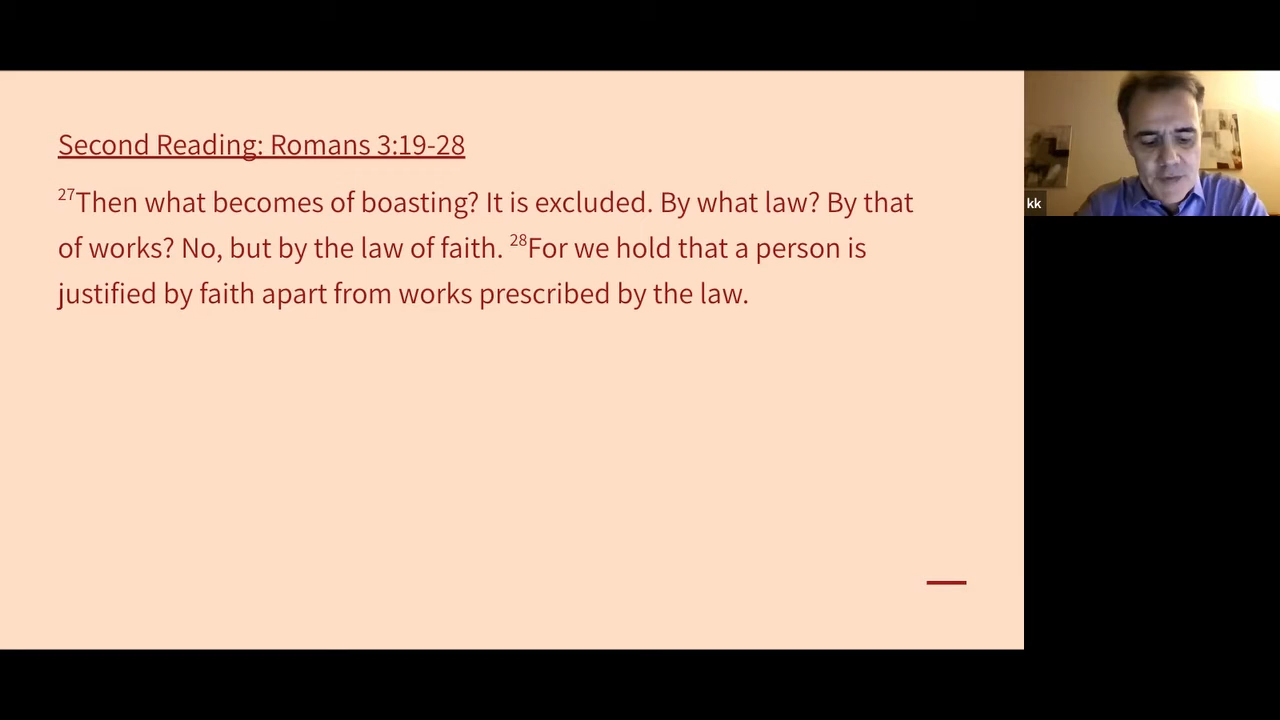 Second Reading: Romans 3:19-28
27Then what becomes of boasting? It is excluded. By what law? By that
of works? No, but by the law of faith. 28For we hold that a person is
justified by faith apart from works prescribed by the law.
kk